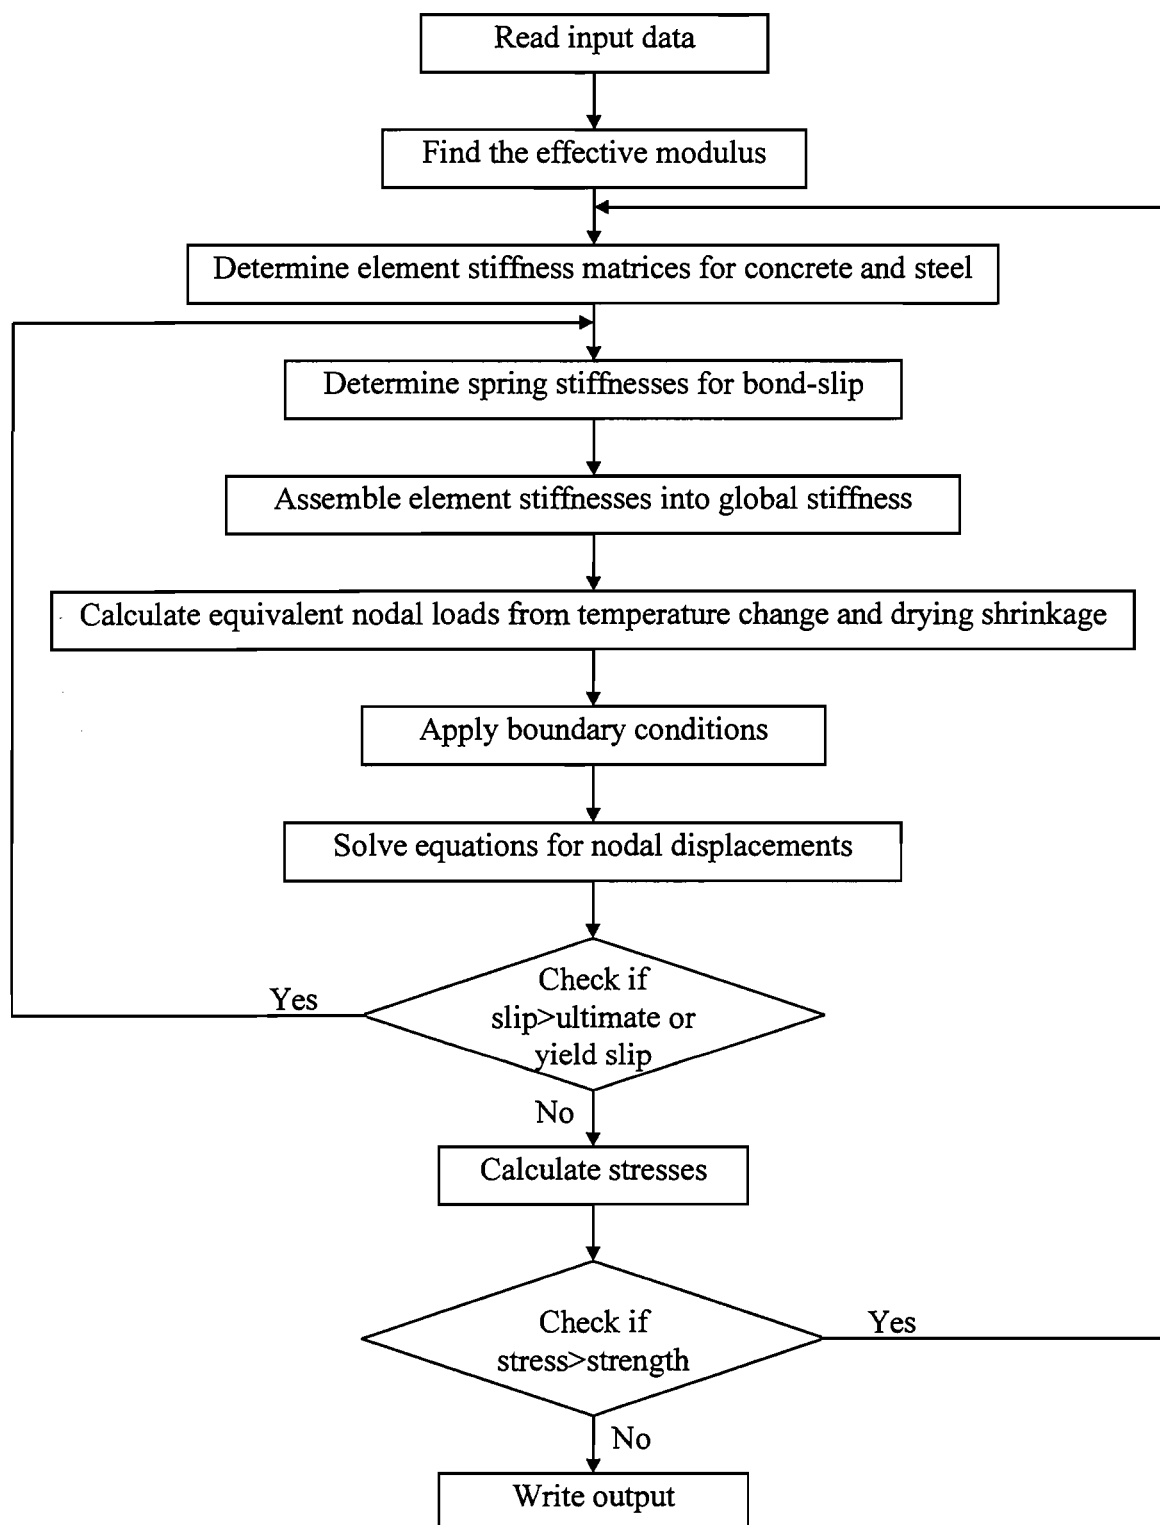 Read input data
Find the effective modulus
Determine element stiffness matrices for concrete and steel
Determine spring stiffnesses for bond-slip
Assemble element stiffnesses into global stiffness
Calculate equivalent nodal loads from temperature change and drying shrinkage
Apply boundary conditions
Solve equations for nodal displacements
Check if
slip>ultimate or
yield slip
Yes
No
Calculate stresses
Check if
stress>strength
Yes
No
Write output